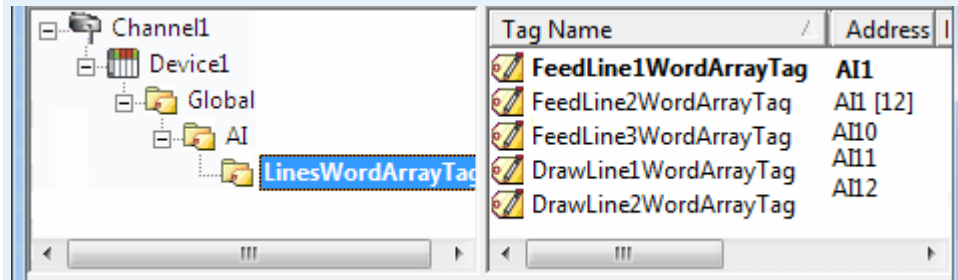 Channel1
Device1
Global
AI
LinesWordArrayTag
Tag Name Address
FeedLine1WordArrayTag AI1
FeedLine2WordArrayTag AI1 [12]
FeedLine3WordArrayTag AI10
DrawLine1WordArrayTag AI11
DrawLine2WordArrayTag AI12